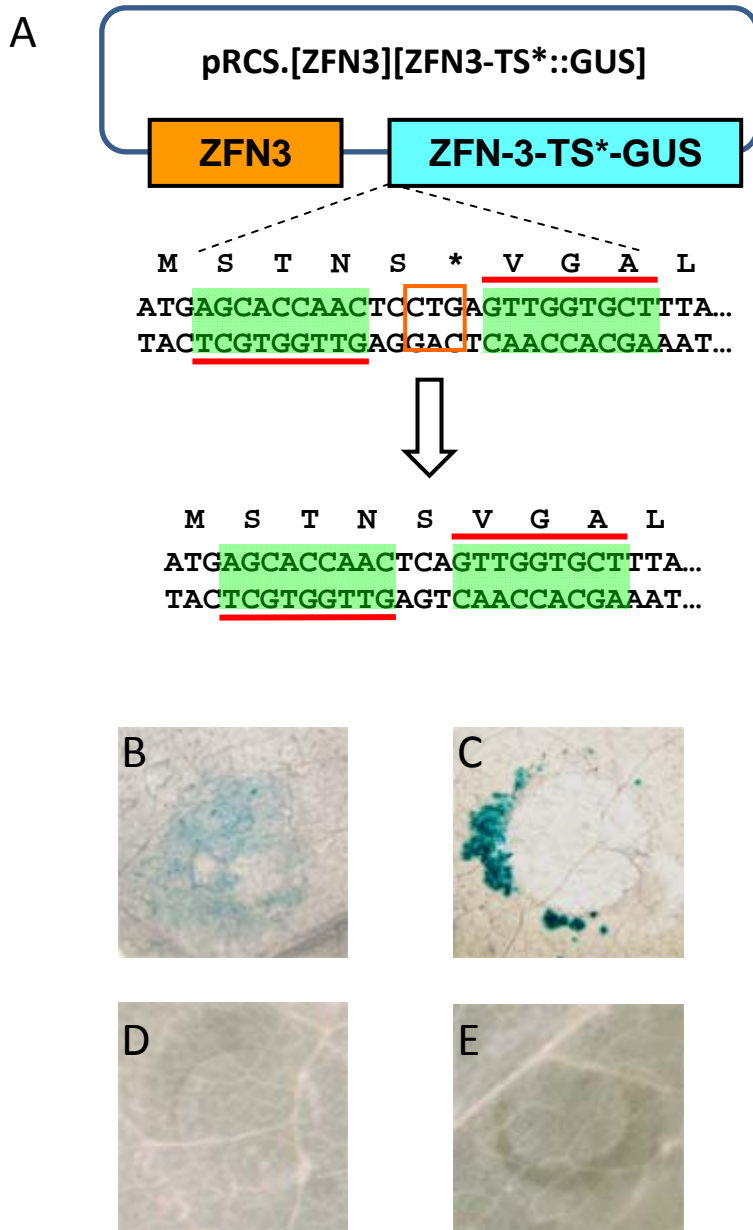 A
pRCS.[ZFN3][ZFN3-TS*::GUS]
ZFN3
ZFN-3-TS*-GUS
M S T N S * V G A L
ATGAGCACCAACTCCTGAGTTGGTGCTTTA…
TACTCGTGGTTGAGGACTCAACCACGAAAT…
M S T N S V G A L
ATGAGCACCAACTCAGTTGGTGCTTTA…
TACTCGTGGTTGAGTCAACCACGAAAT…
B
C
D
E